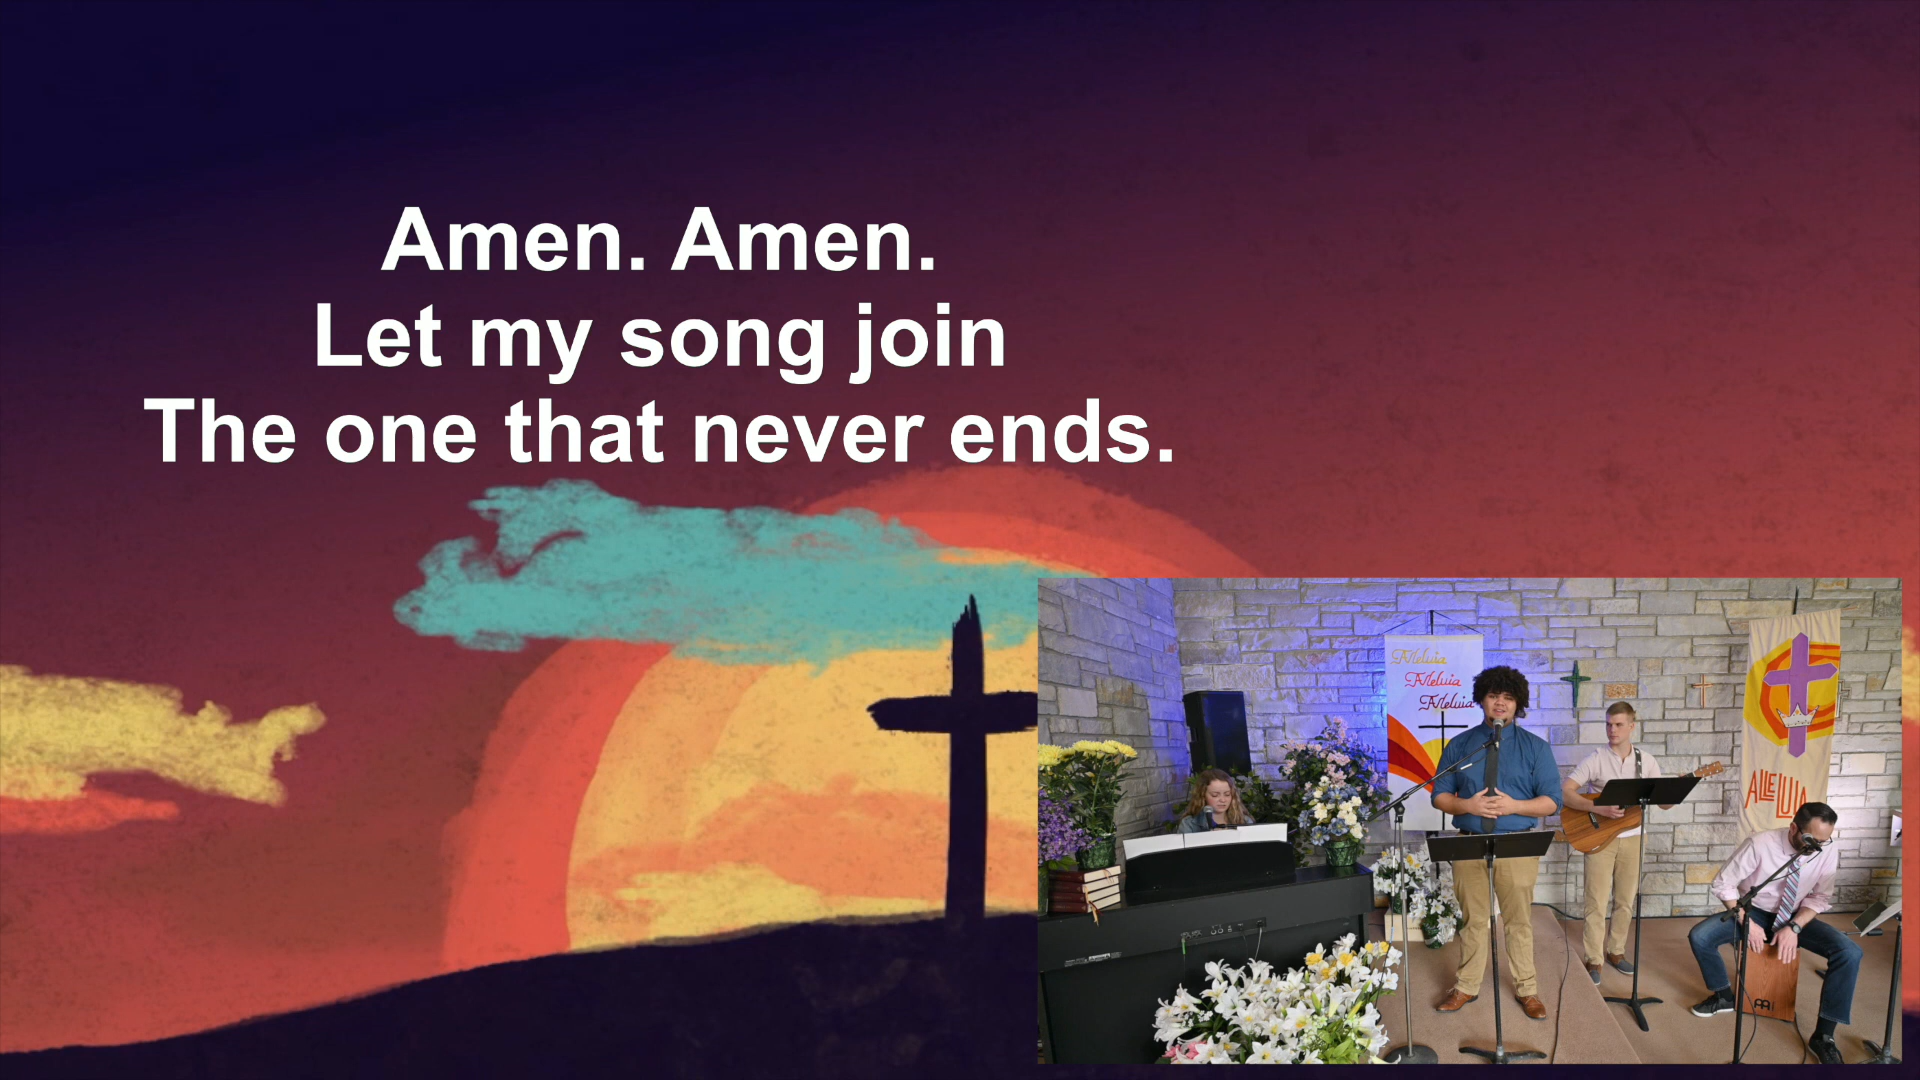 Amen. Amen.
Let my song join
The one that never ends.
Alleluia
Alleluia
Alleluia
ALLELUIA